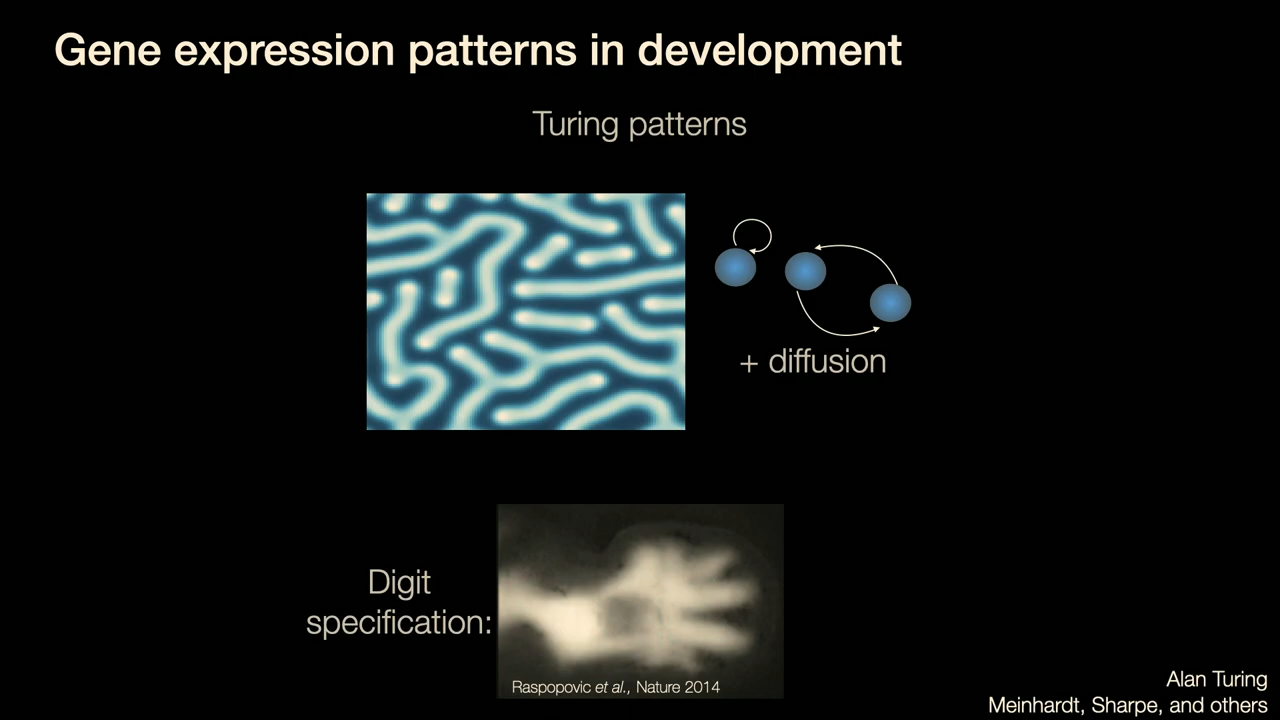 Gene expression patterns in development
Turing patterns
+ diffusion
Digit
specification:
Raspopovic et al., Nature 2014
Alan Turing
Meinhardt, Sharpe, and others